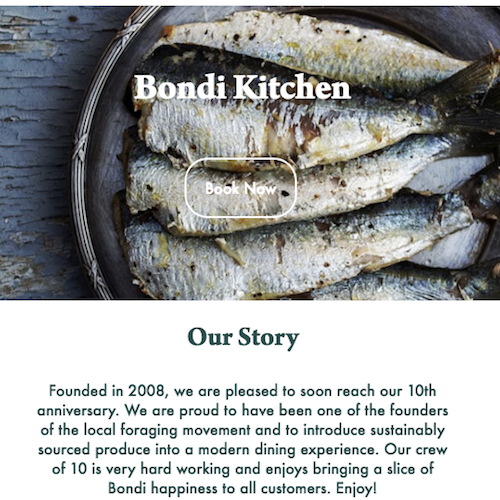 Bondi Kitchen
Book Now
Our Story
Founded in 2008, we are pleased to soon reach our 10th
anniversary. We are proud to have been one of the founders
of the local foraging movement and to introduce sustainably
sourced produce into a modern dining experience. Our crew
of 10 is very hard working and enjoys bringing a slice of
Bondi happiness to all customers. Enjoy!